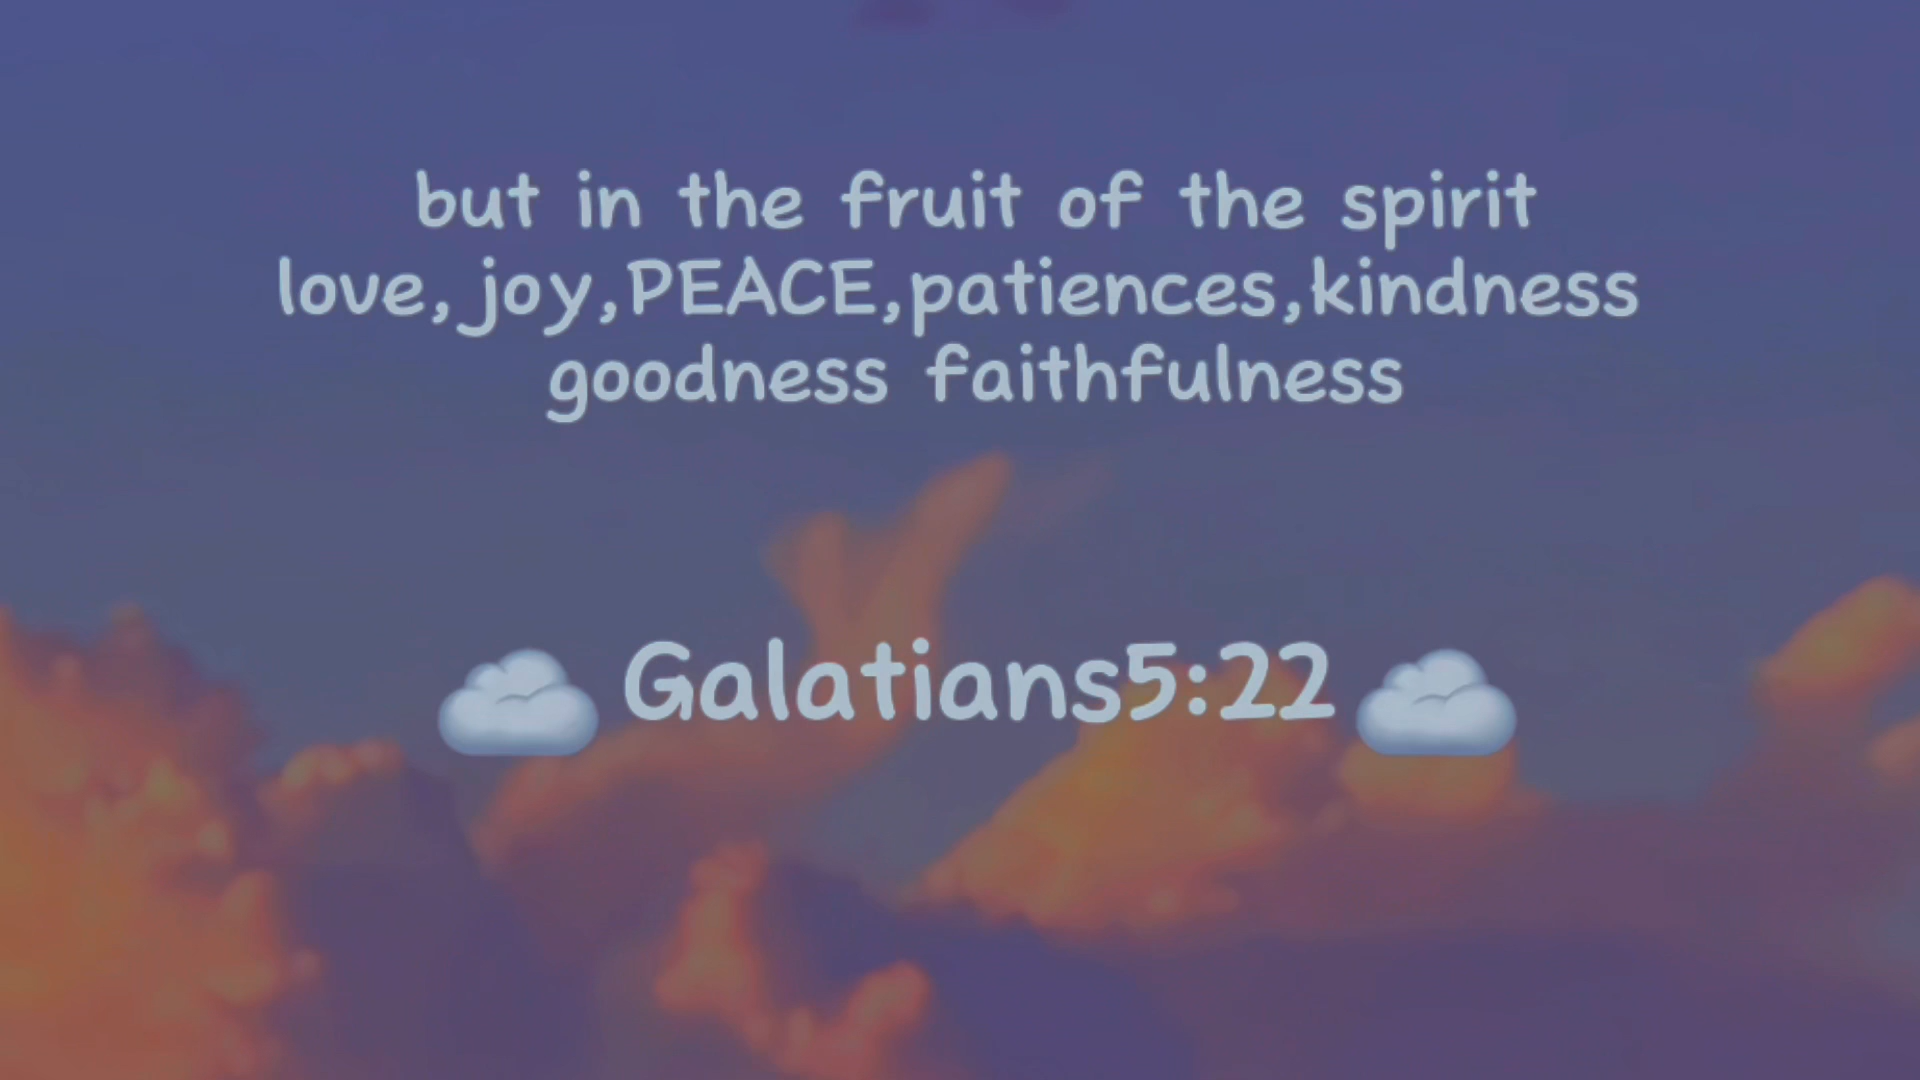 but in the fruit of the spirit
love,joy,PEACE,patiences,kindness
goodness faithfulness
☁️Galatians5:22☁️